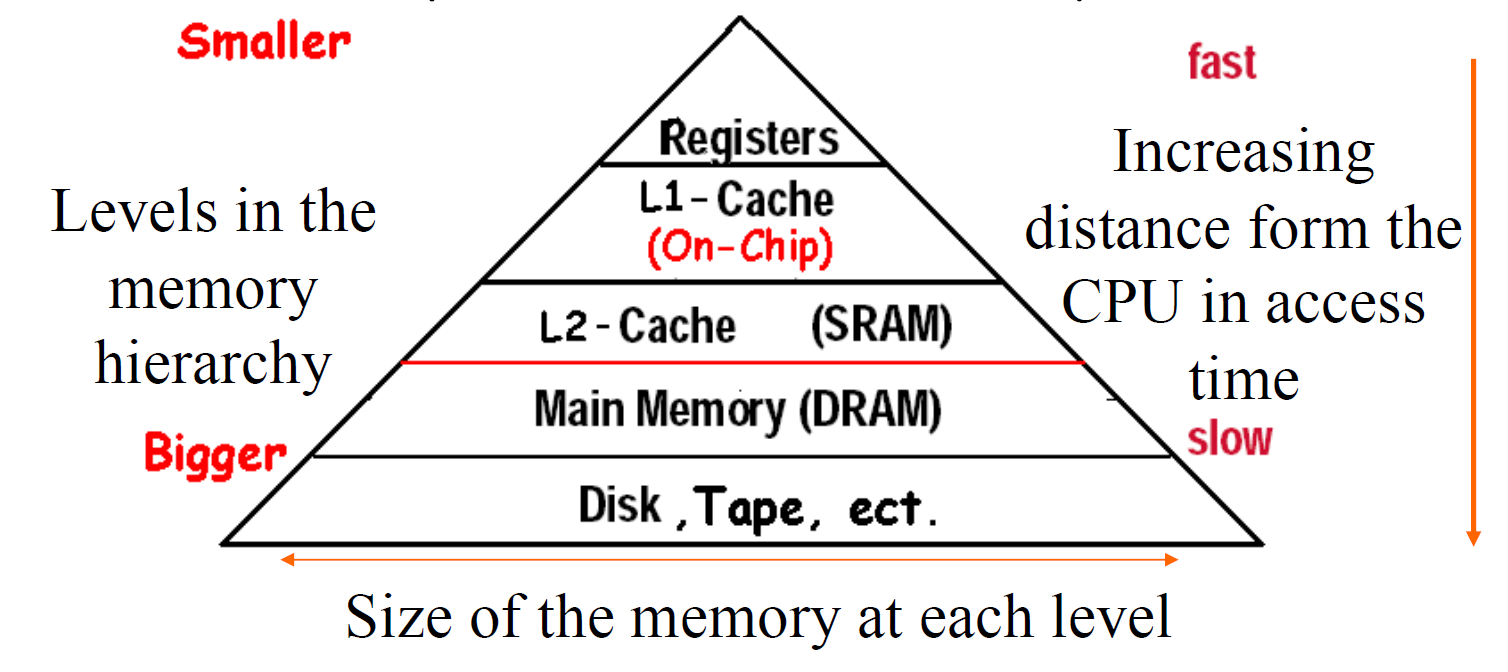 Smaller
fast
Registers
Increasing
L1 - Cache
Levels in the
distance form the
(On-Chip)
memory
CPU in access
L2 - Cache (SRAM)
hierarchy
time
Main Memory (DRAM)
Bigger
slow
Disk , Tape, ect.
Size of the memory at each level